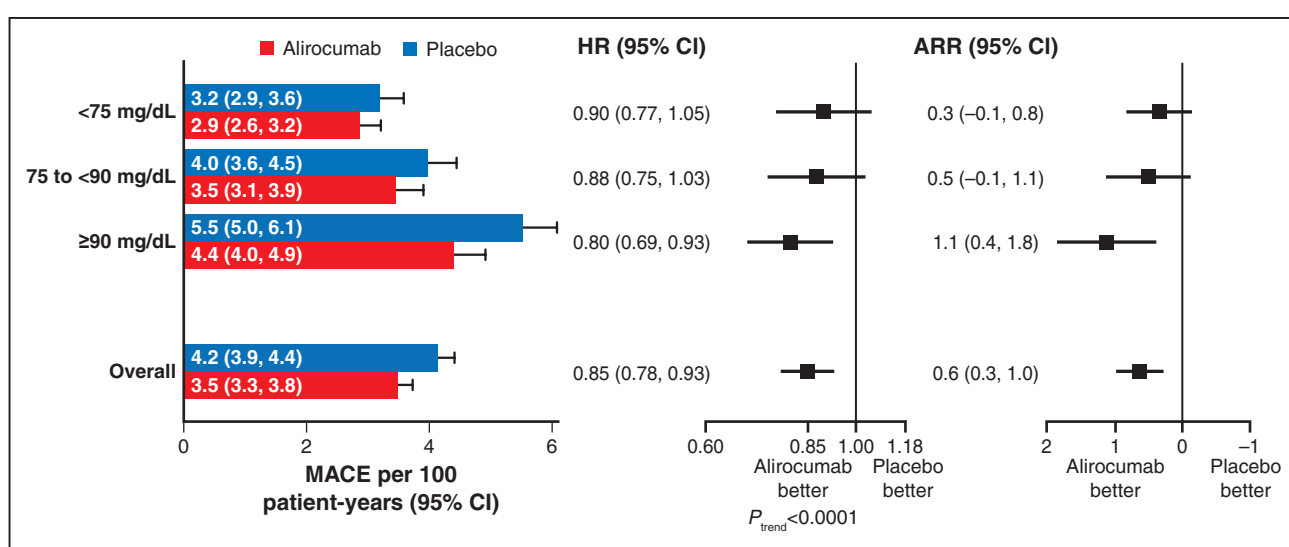 Alirocumab Placebo HR (95% CI) ARR (95% CI)
<75 mg/dL 3.2 (2.9, 3.6) 0.90 (0.77, 1.05) 0.3 (–0.1, 0.8)
2.9 (2.6, 3.2)
75 to <90 mg/dL 4.0 (3.6, 4.5) 0.88 (0.75, 1.03) 0.5 (–0.1, 1.1)
3.5 (3.1, 3.9)
≥90 mg/dL 5.5 (5.0, 6.1) 0.80 (0.69, 0.93) 1.1 (0.4, 1.8)
4.4 (4.0, 4.9)
Overall 4.2 (3.9, 4.4) 0.85 (0.78, 0.93) 0.6 (0.3, 1.0)
3.5 (3.3, 3.8)
0 2 4 6 0.60 0.85 1.00 1.18 2 1 0 –1
MACE per 100
patient-years (95% CI)
Alirocumab
better
Placebo
better
Alirocumab
better
Placebo
better
Ptrend<0.0001